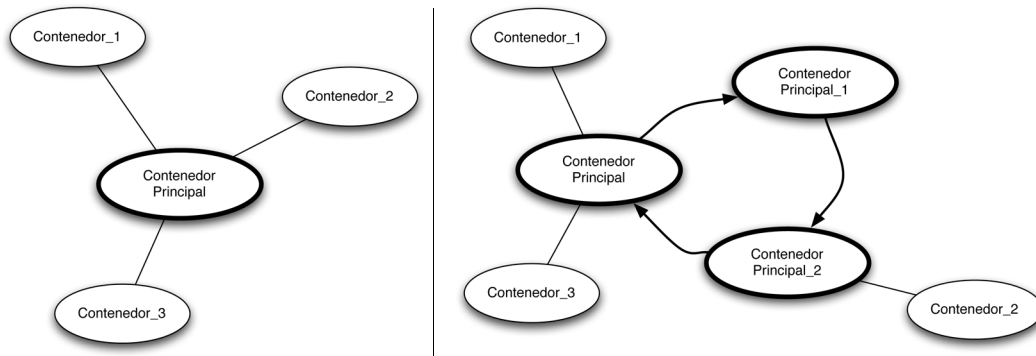 Contenedor_1
Contenedor_2
Contenedor
Principal
Contenedor_3
Contenedor_1
Contenedor
Principal_1
Contenedor
Principal
Contenedor
Principal_2
Contenedor_3
Contenedor_2